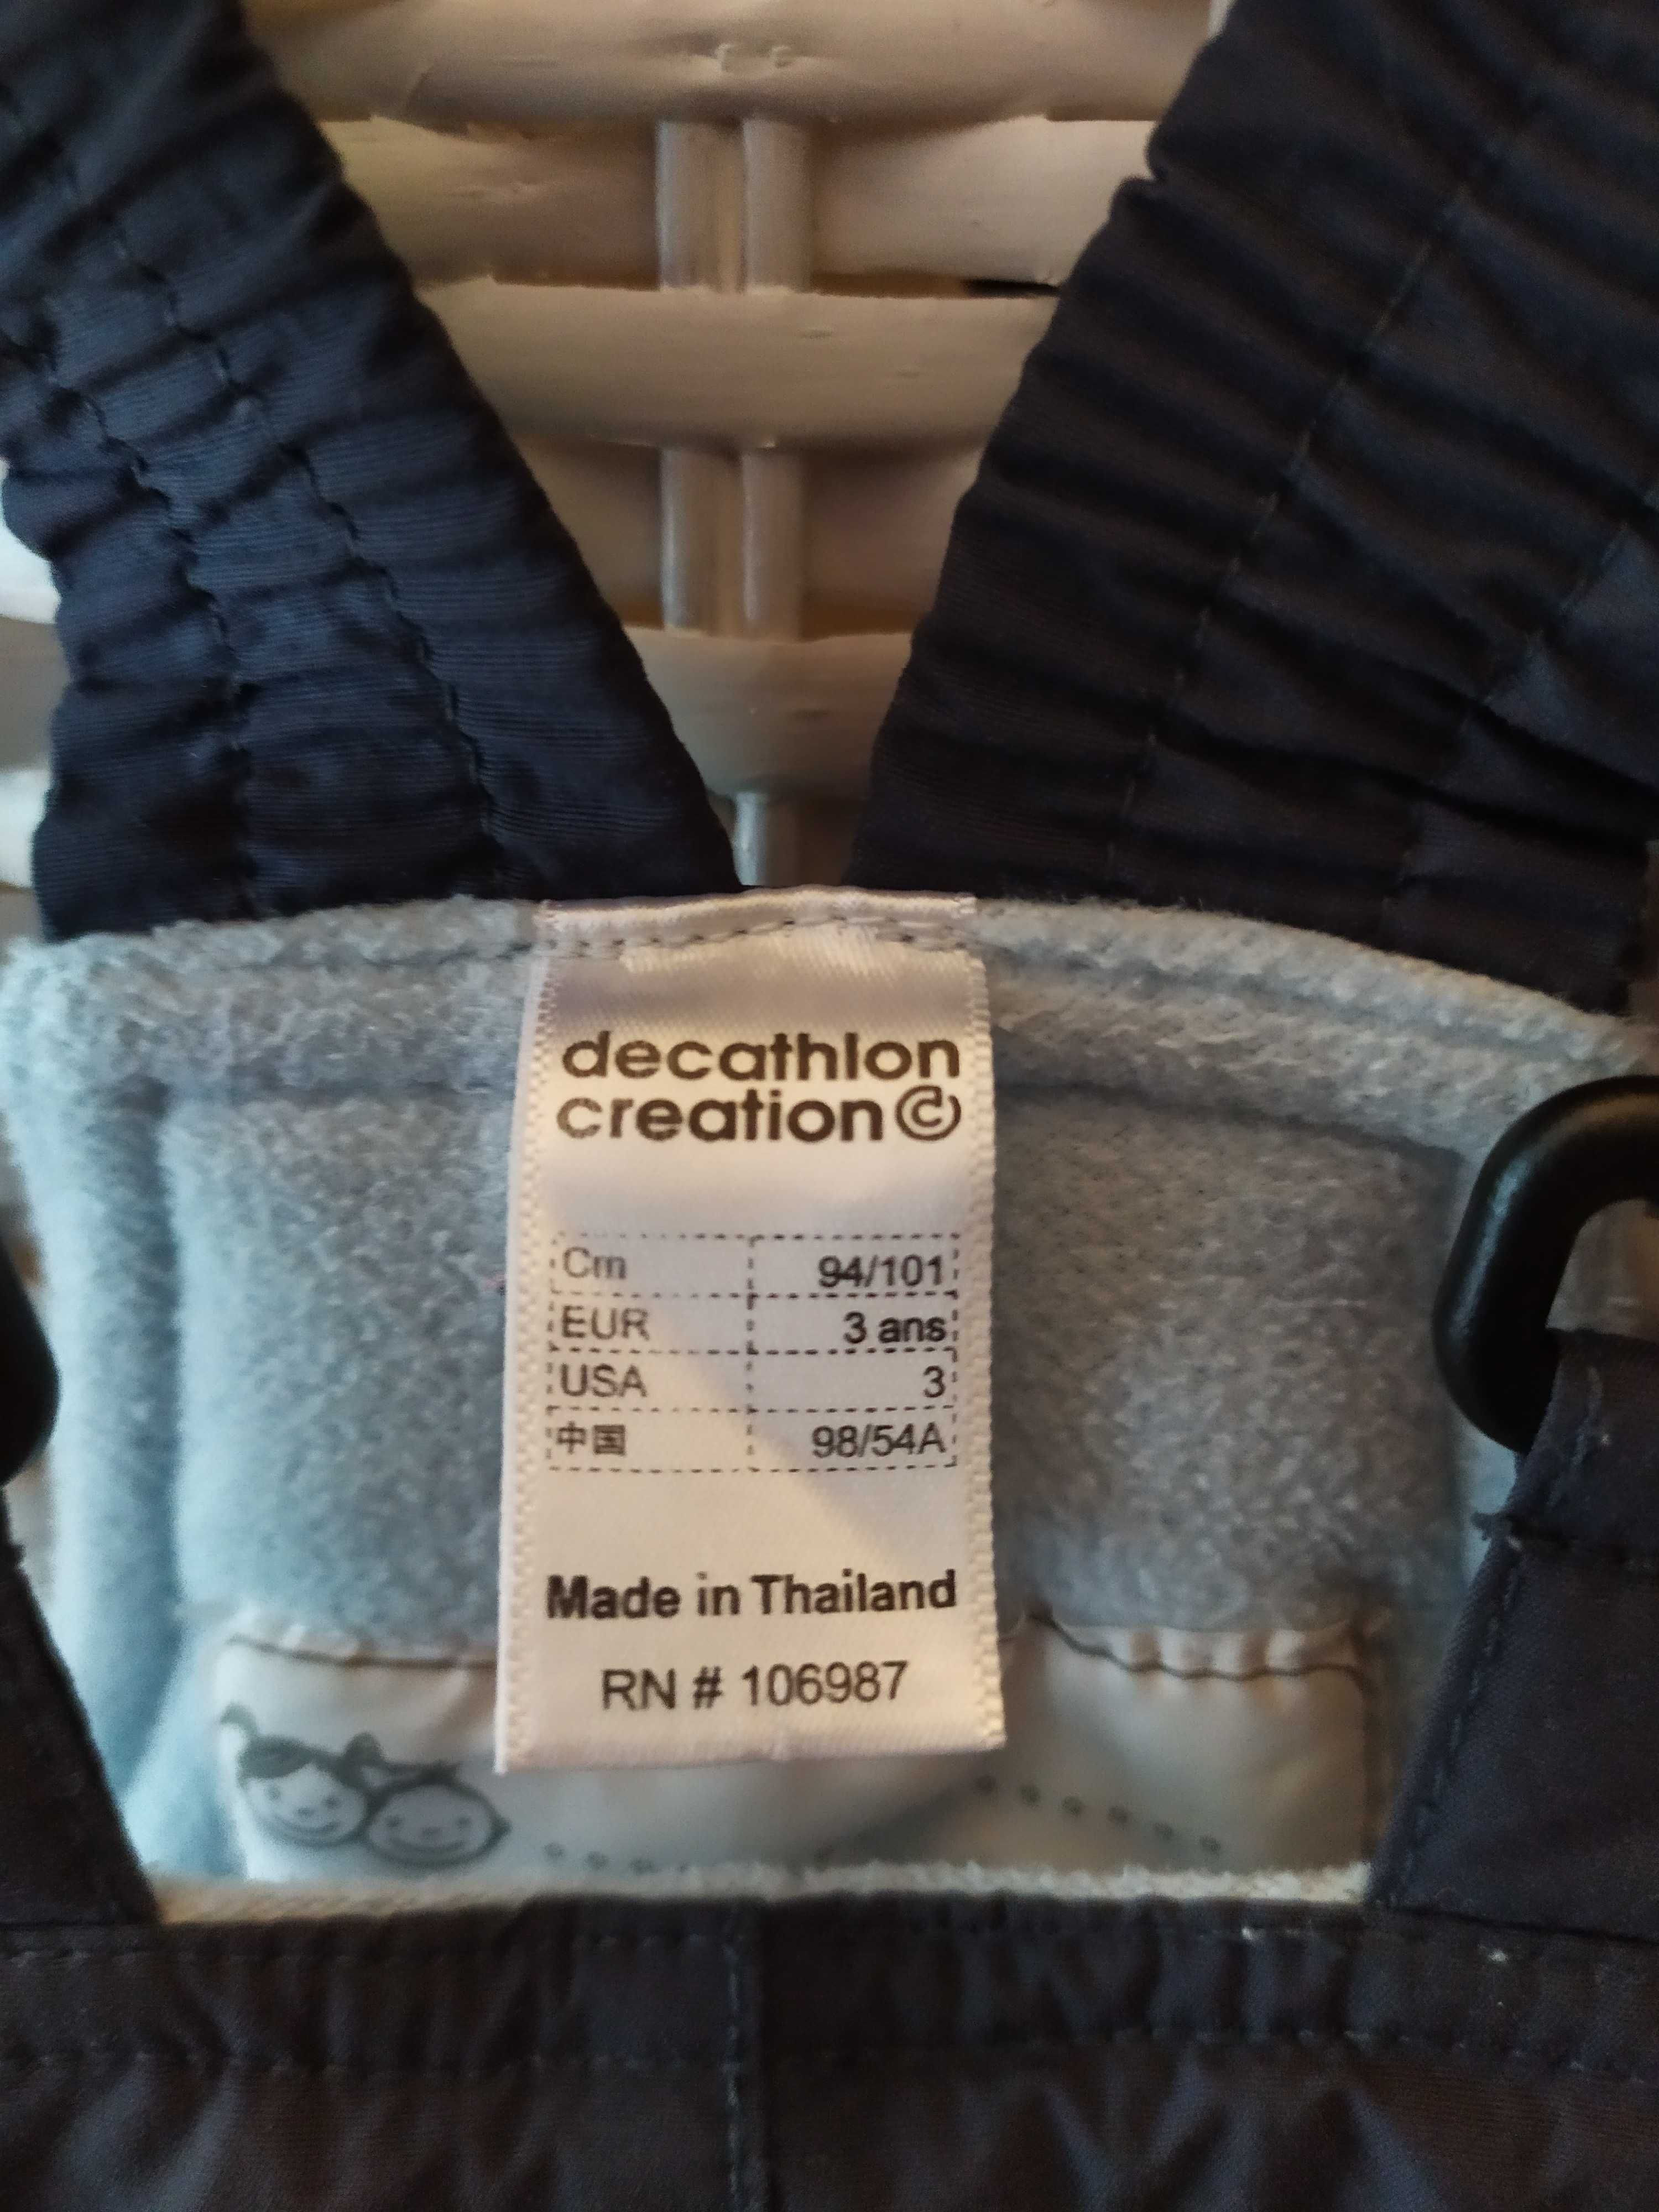 decathlon
creation ©
Cm 94/101
EUR 3 ans
USA 3
中国 98/54A
Made in Thailand
RN # 106987